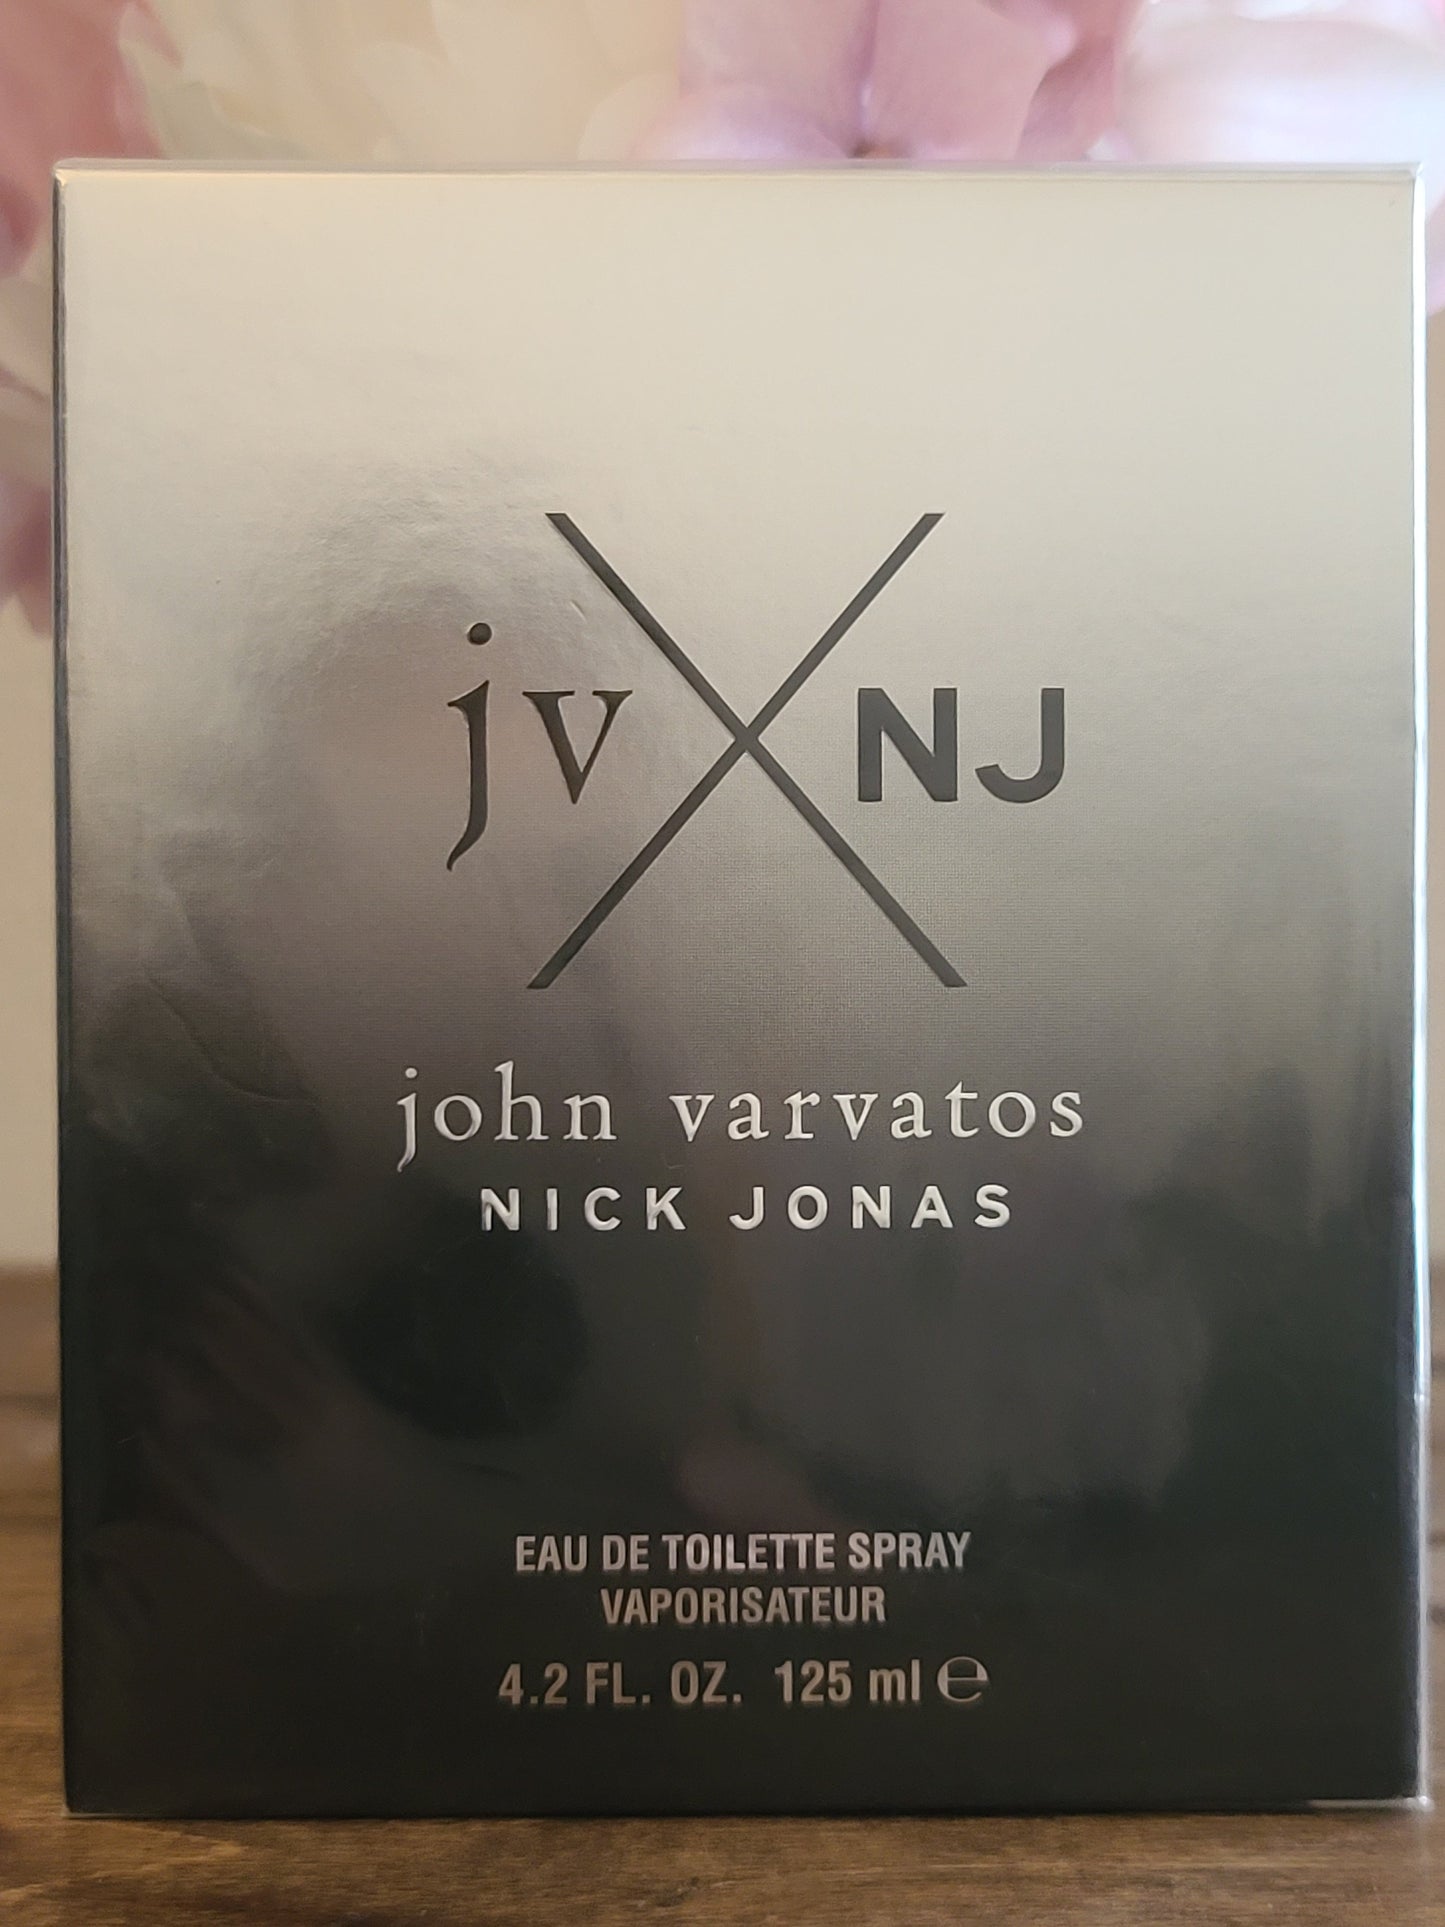 jv X NJ
john varvatos
NICK JONAS
EAU DE TOILETTE SPRAY
VAPORISATEUR
4.2 FL. OZ. 125 ml ℮